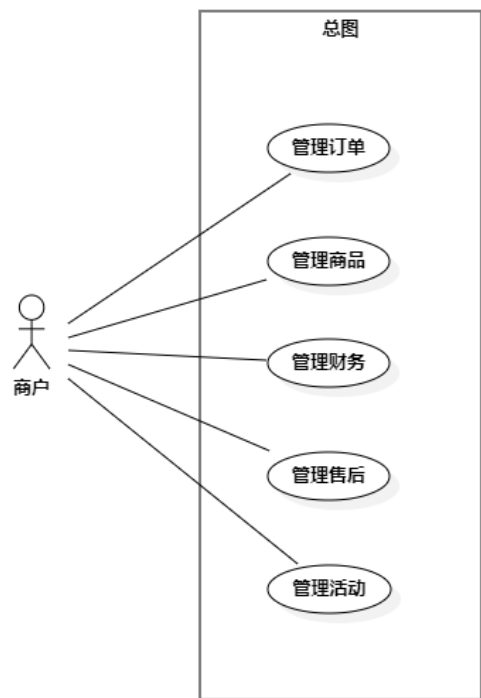 总图
管理订单
管理商品
管理财务
商户
管理售后
管理活动